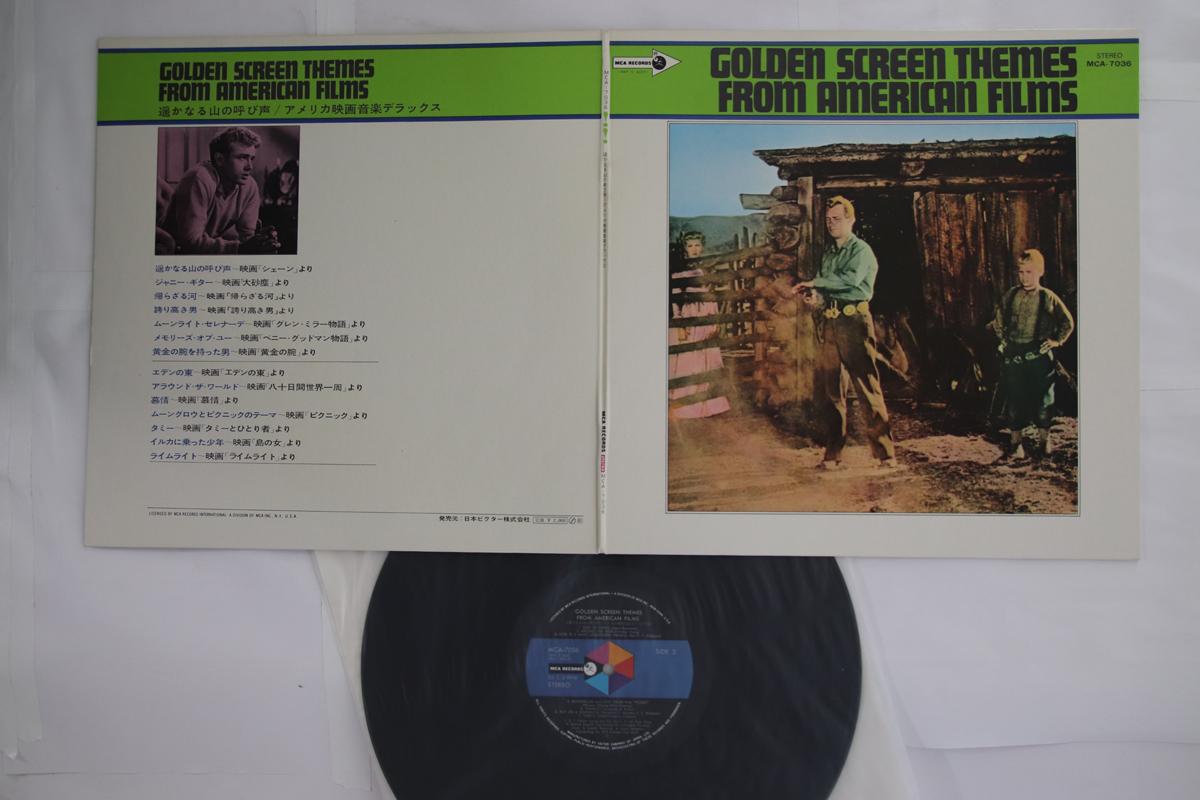 GOLDEN SCREEN THEMES
FROM AMERICAN FILMS
遥かなる山の呼び声/アメリカ映画音楽デラックス
遥かなる山の呼び声―映画「シェーン」より
ジャニー・ギター―映画「大砂塵」より
帰らざる河―映画「帰らざる河」より
誇り高き男―映画「誇り高き男」より
ムーンライト・セレナーデ―映画「グレン・ミラー物語」より
メモリーズ・オブ・ユー―映画「ベニー・グッドマン物語」より
黄金の腕を持った男―映画「黄金の腕」より
エデンの東―映画「エデンの東」より
アラウンド・ザ・ワールド―映画「八十日間世界一周」より
慕情―映画「慕情」より
ムーングロウとピクニックのテーマ―映画「ピクニック」より
タミー―映画「タミーとひとり者」より
イルカに乗った少年―映画「島の女」より
ライムライト―映画「ライムライト」より
LICENSED BY MCA RECORDS INTERNATIONAL A DIVISION OF MCA INC., N.Y., U.S.A.
発売元:日本ビクター株式会社
MCA-7036
MCA RECORDS
MCA RECORDS
GOLDEN SCREEN THEMES
FROM AMERICAN FILMS
STEREO
MCA-7036
GOLDEN SCREEN THEMES
FROM AMERICAN FILMS
MCA-7036
SIDE 2
MCA RECORDS
STEREO